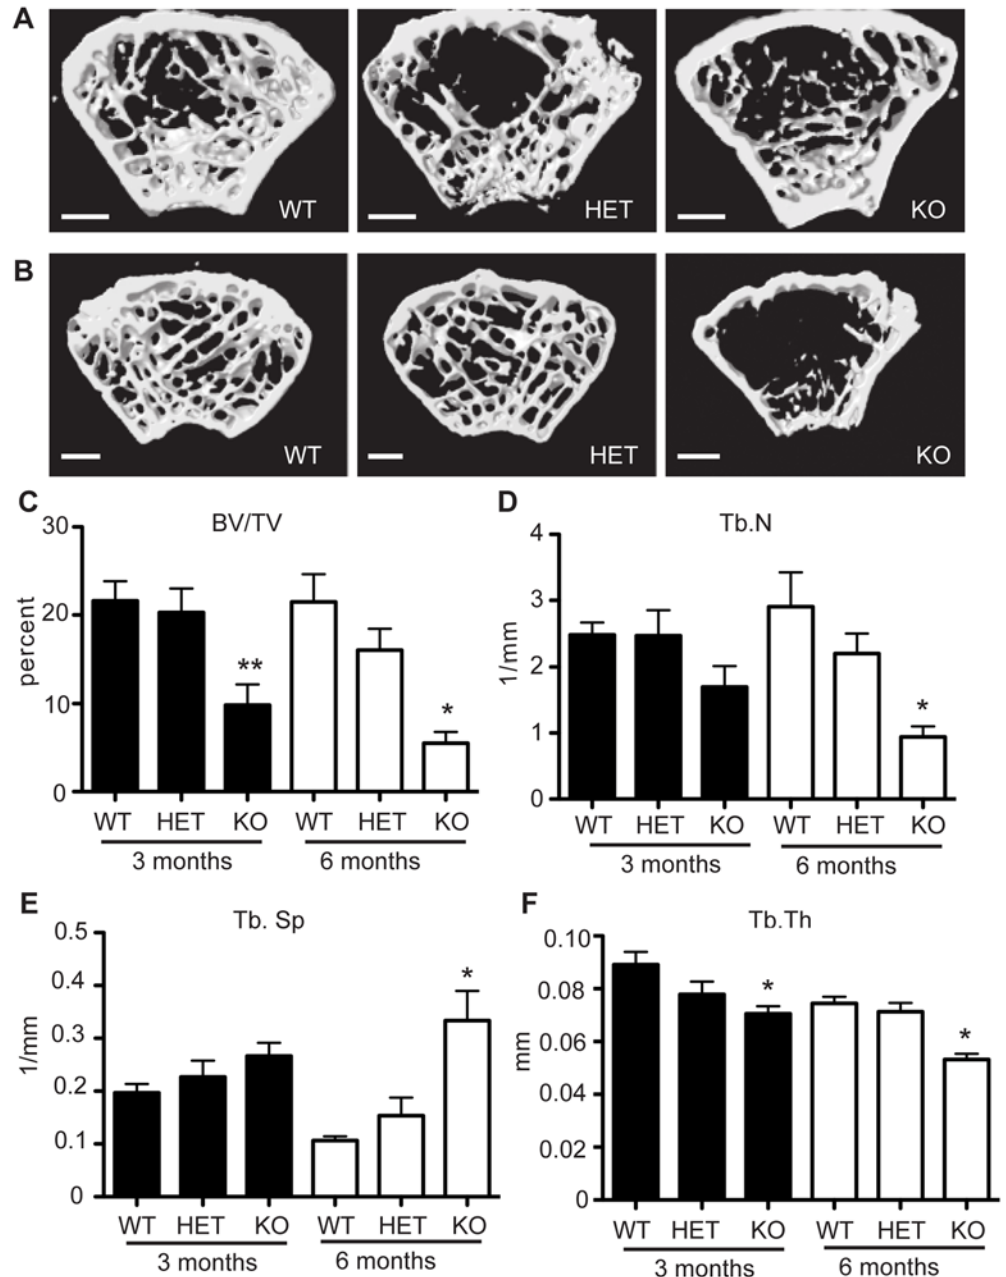 A
WT
HET
KO
B
WT
HET
KO
C
BV/TV
30
20
10
0
percent
**
*
WT HET KO WT HET KO
3 months 6 months
D
Tb.N
4
3
2
1
0
1/mm
*
WT HET KO WT HET KO
3 months 6 months
E
Tb. Sp
0.5
0.4
0.3
0.2
0.1
0
1/mm
*
WT HET KO WT HET KO
3 months 6 months
F
Tb.Th
0.10
0.08
0.06
0.04
0.02
0
mm
*
*
WT HET KO WT HET KO
3 months 6 months